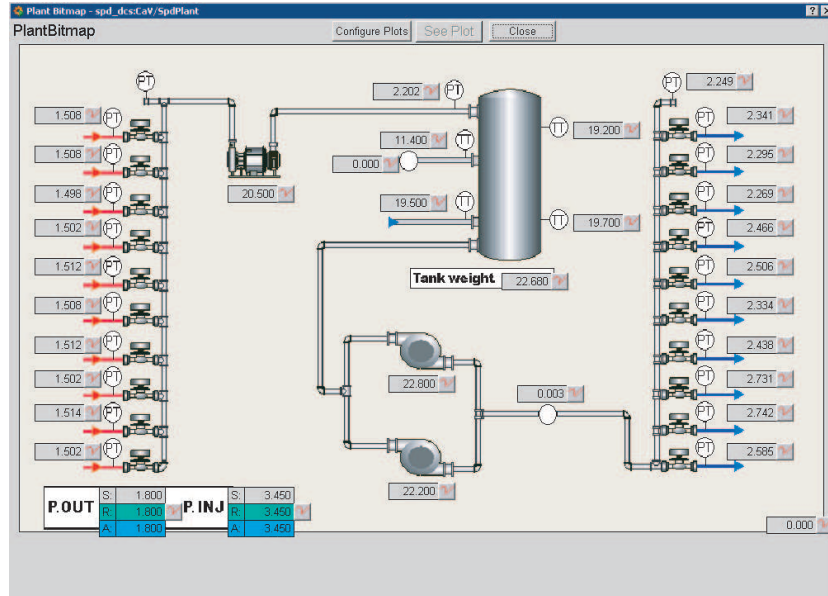 Plant Bitmap - spd_dcs:CaV/SpdPlant
PlantBitmap
Configure Plots See Plot Close
PT PT 2.249
2.202 PT
1.508 PT PT 2.341
11.400 TT TT 19.200
0.000
1.508 PT PT 2.295
20.500
1.498 PT 19.500 TT PT 2.269
TT 19.700
1.502 PT PT 2.466
1.512 PT PT 2.506
Tank weight 22.680
1.508 PT PT 2.334
1.512 PT PT 2.438
1.502 PT 22.800 PT 2.731
0.003
1.514 PT PT 2.742
1.502 PT PT 2.585
22.200
P.OUT S: 1.800 P.INJ S: 3.450
R: 1.800 R: 3.450
A: 1.800 A: 3.450
0.000